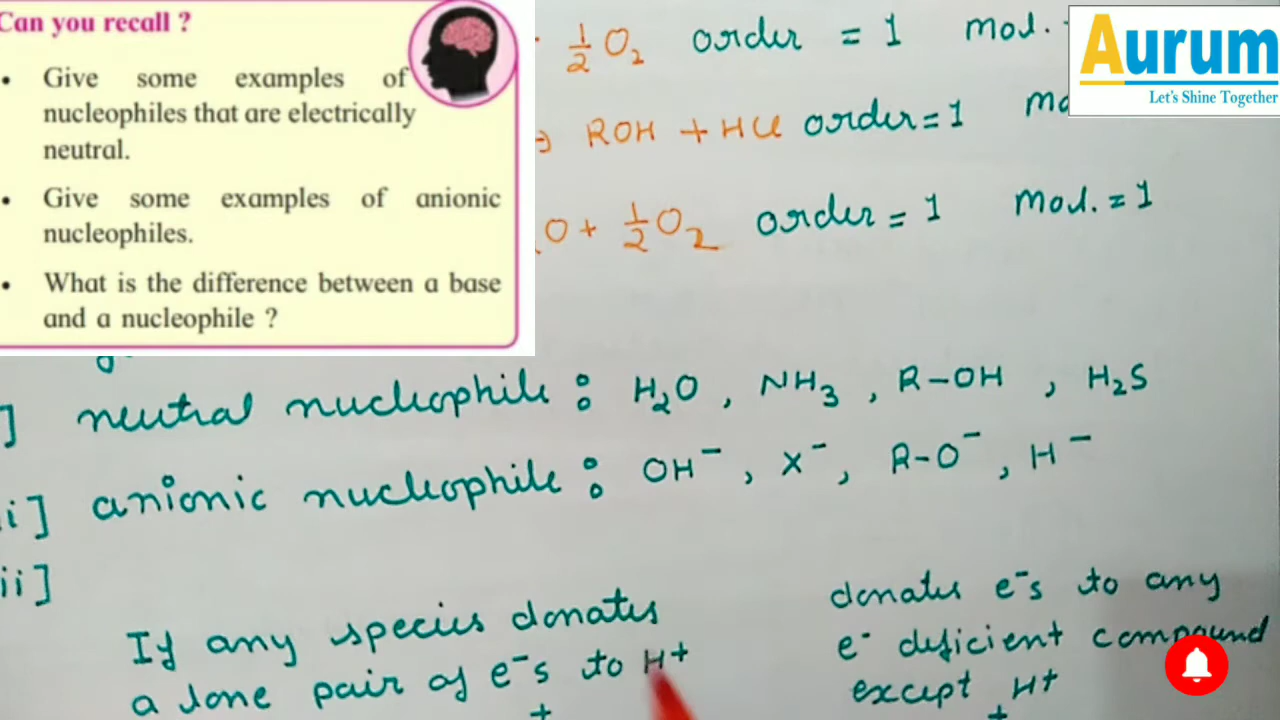 Can you recall ?
• Give some examples of
nucleophiles that are electrically
neutral.
• Give some examples of anionic
nucleophiles.
• What is the difference between a base
and a nucleophile ?
Aurum
Let's Shine Together
½ O₂ order = 1 mol.
ROH + HCl order = 1
O + ½ O₂ order = 1 mol. = 1
] neutral nucleophile : H₂O , NH₃ , R-OH , H₂S
i] anionic nucleophile : OH⁻ , X⁻ , R-O⁻ , H⁻
ii]
If any species donates
a lone pair of e⁻s to H+
+
donates e⁻s to any
e⁻ deficient compound
except H+
+